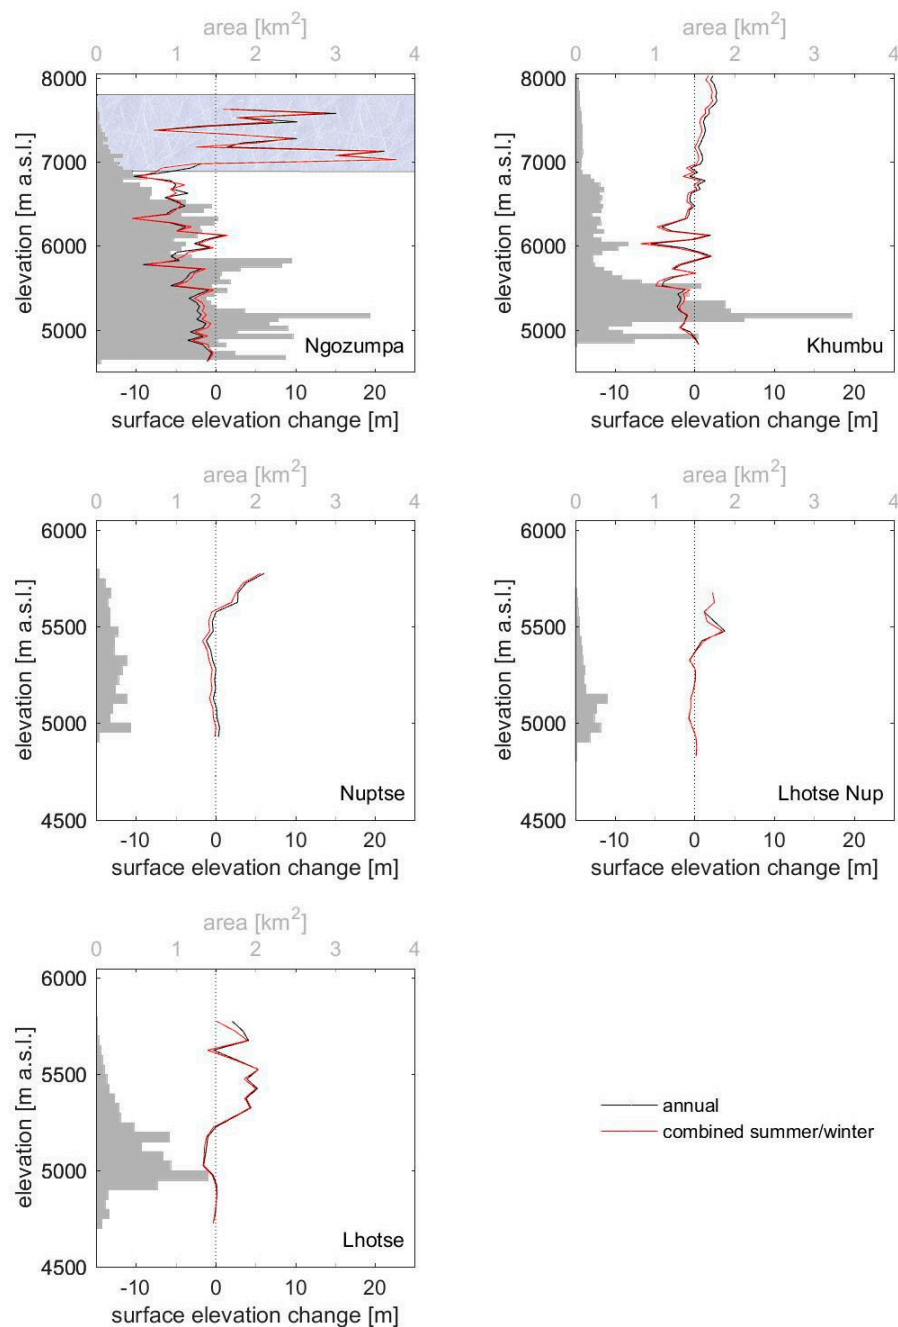 area [km2] area [km2]
0 1 2 3 4 0 1 2 3 4
8000 8000
7000 7000
6000 6000
5000 5000
elevation [m a.s.l.] elevation [m a.s.l.]
Ngozumpa Khumbu
-10 0 10 20 -10 0 10 20
surface elevation change [m] surface elevation change [m]
area [km2] area [km2]
0 1 2 3 4 0 1 2 3 4
6000 6000
5500 5500
5000 5000
elevation [m a.s.l.] elevation [m a.s.l.]
Nuptse Lhotse Nup
4500 4500
-10 0 10 20 -10 0 10 20
surface elevation change [m] surface elevation change [m]
area [km2]
0 1 2 3 4
6000
5500
5000
elevation [m a.s.l.]
annual
combined summer/winter
Lhotse
4500
-10 0 10 20
surface elevation change [m]